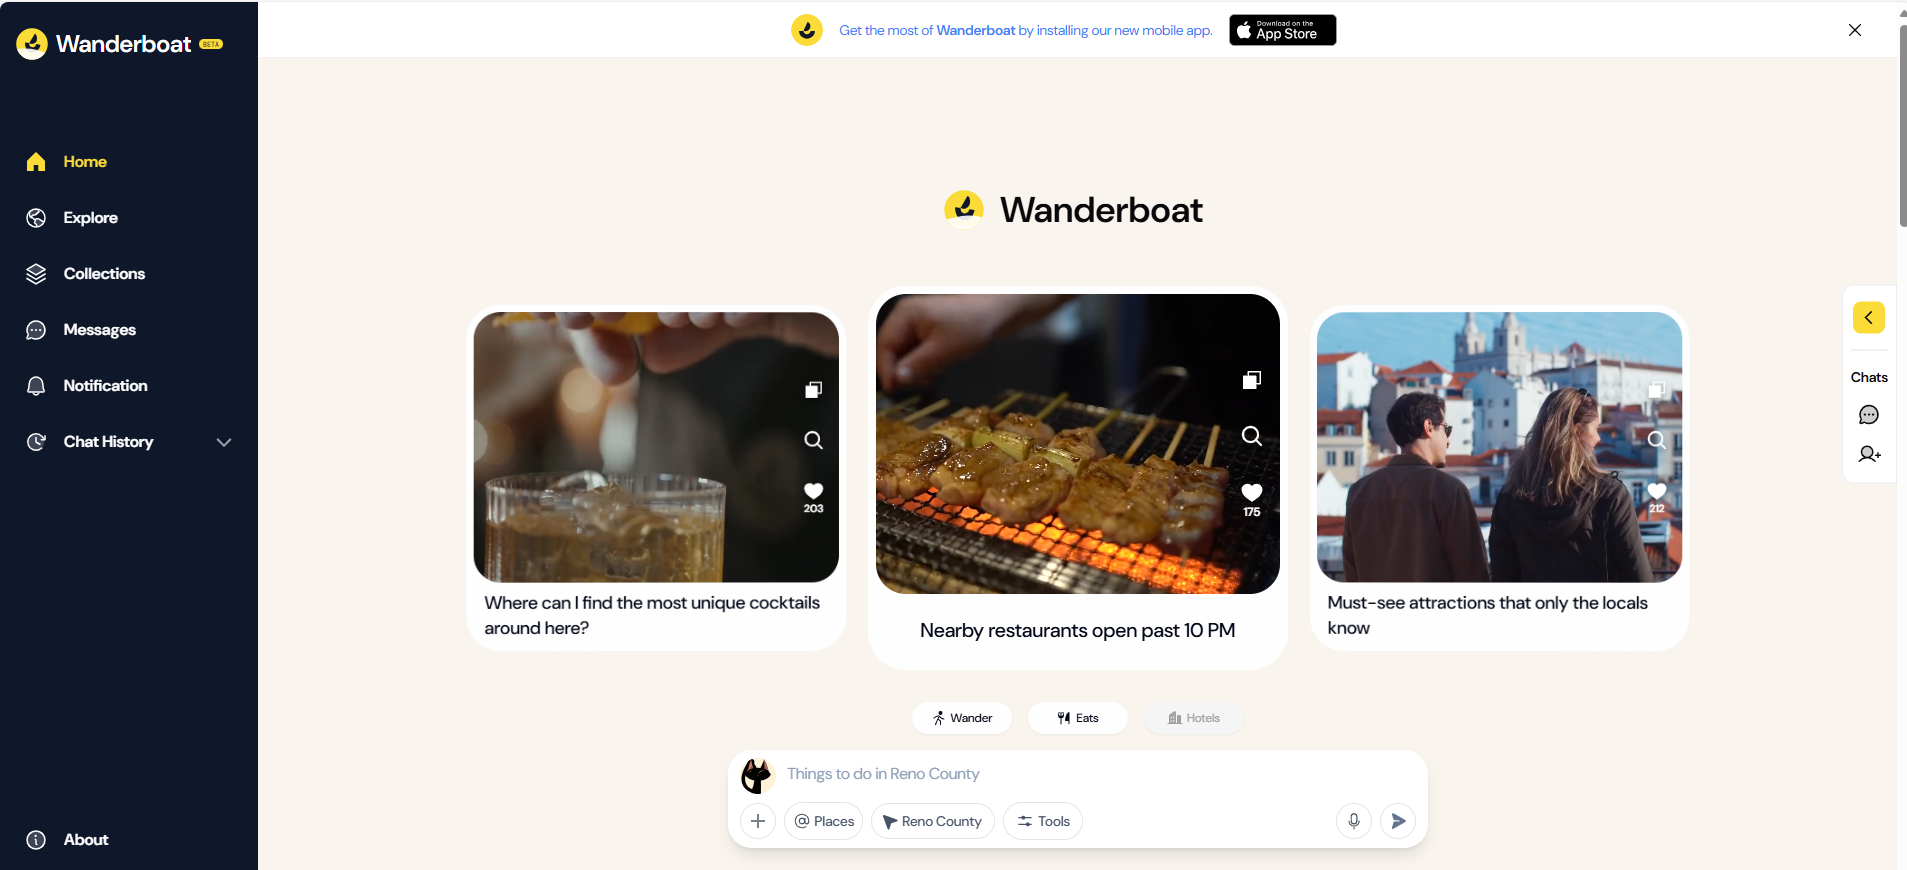 Wanderboat BETA
Home
Explore
Collections
Messages
Notification
Chat History
About
Get the most of Wanderboat by installing our new mobile app.
Download on the
App Store
Wanderboat
203
Where can I find the most unique cocktails
around here?
175
Nearby restaurants open past 10 PM
212
Must-see attractions that only the locals
know
Wander
Eats
Hotels
Things to do in Reno County
@ Places
Reno County
Tools
Chats